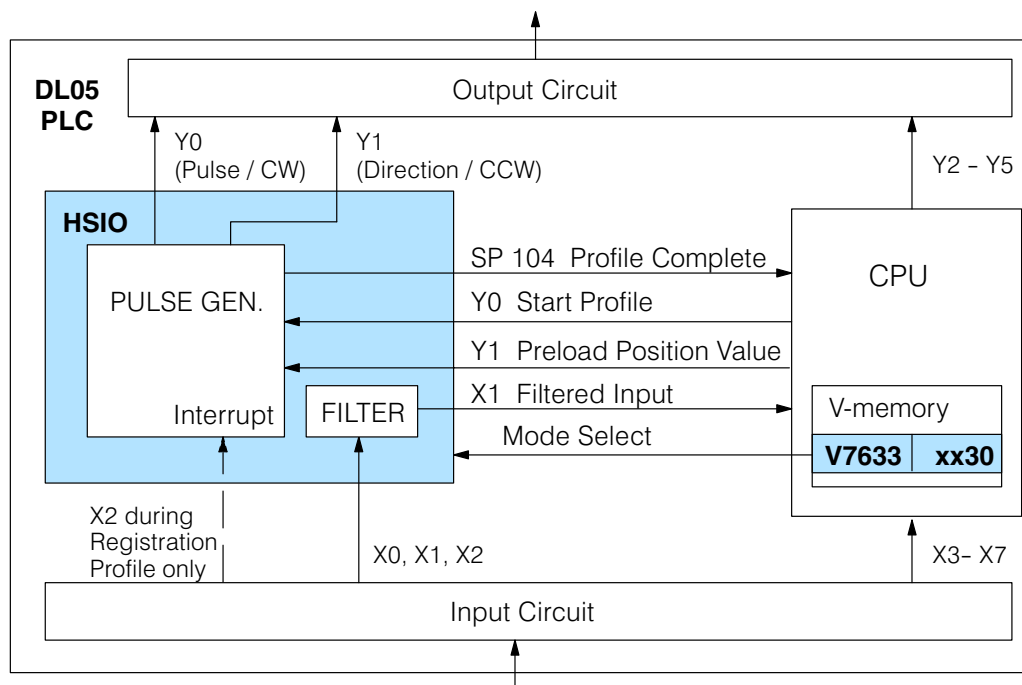 DL05
PLC
Output Circuit
Y0
(Pulse / CW)
Y1
(Direction / CCW)
Y2 - Y5
HSIO
PULSE GEN.
Interrupt
FILTER
SP 104 Profile Complete
Y0 Start Profile
Y1 Preload Position Value
X1 Filtered Input
Mode Select
CPU
V-memory
V7633 xx30
X2 during
Registration
Profile only
X0, X1, X2
X3- X7
Input Circuit